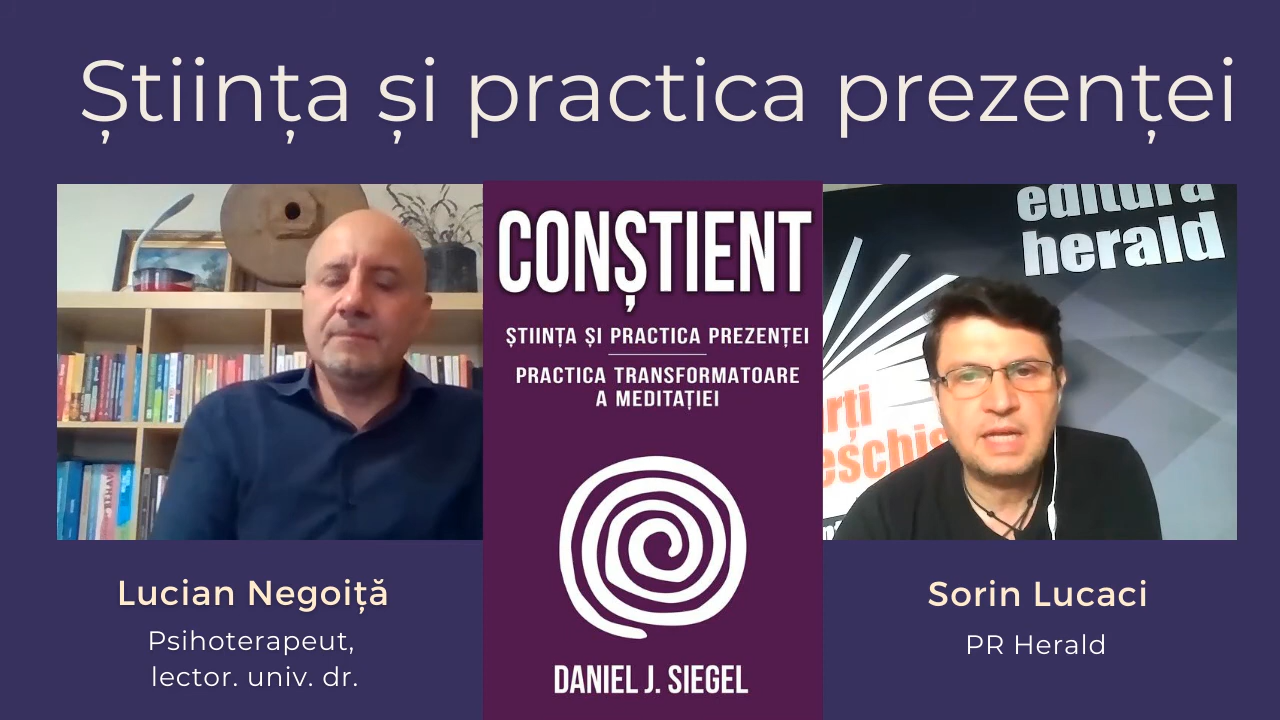 Știința și practica prezenței
editura
herald
CONȘTIENT
ȘTIINȚA ȘI PRACTICA PREZENȚEI
PRACTICA TRANSFORMATOARE
A MEDITAȚIEI
DANIEL J. SIEGEL
Lucian Negoiță
Psihoterapeut,
lector. univ. dr.
Sorin Lucaci
PR Herald